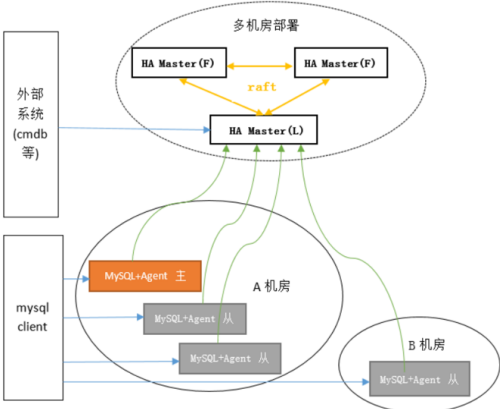 多机房部署
HA Master(F)
HA Master(F)
raft
HA Master(L)
外部
系统
(cmdb
等)
MySQL+Agent 主
A 机房
MySQL+Agent 从
MySQL+Agent 从
mysql
client
B 机房
MySQL+Agent 从